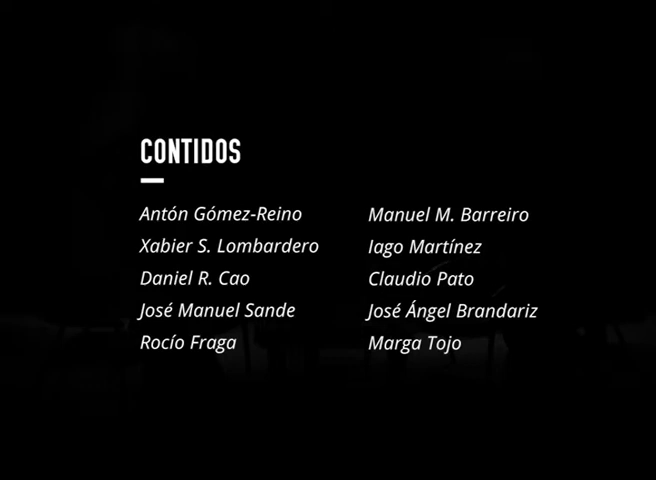 CONTIDOS
Antón Gómez-Reino
Xabier S. Lombardero
Daniel R. Cao
José Manuel Sande
Rocío Fraga
Manuel M. Barreiro
Iago Martínez
Claudio Pato
José Ángel Brandariz
Marga Tojo